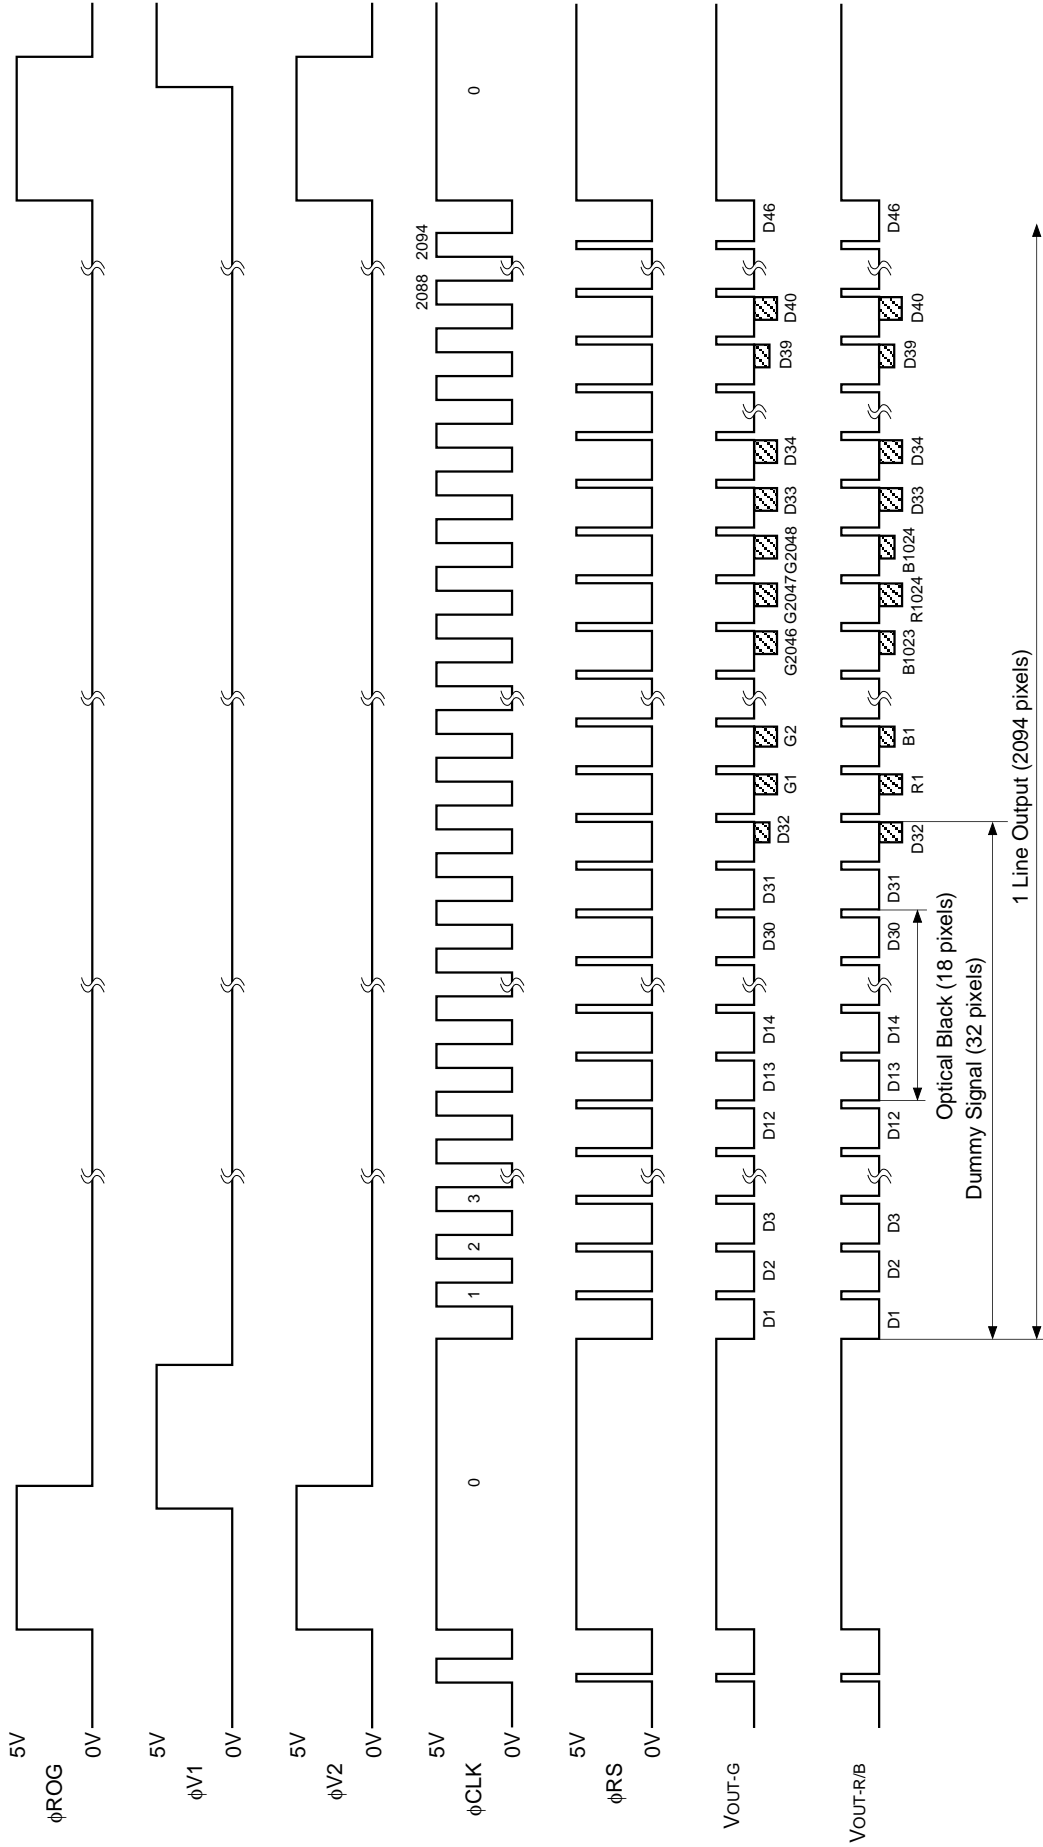 5V
φROG
0V
5V
φV1
0V
5V
φV2
0V
5V
φCLK
0V
0
1
2
3
2088
2094
0
5V
φRS
0V
VOUT-G
D1
D2
D3
D12
D13
D14
D30
D31
D32
G1
G2
G2046
G2047
G2048
D33
D34
D39
D40
D46
VOUT-R/B
D1
D2
D3
D12
D13
D14
D30
D31
D32
R1
B1
B1023
R1024
B1024
D33
D34
D39
D40
D46
Optical Black (18 pixels)
Dummy Signal (32 pixels)
1 Line Output (2094 pixels)